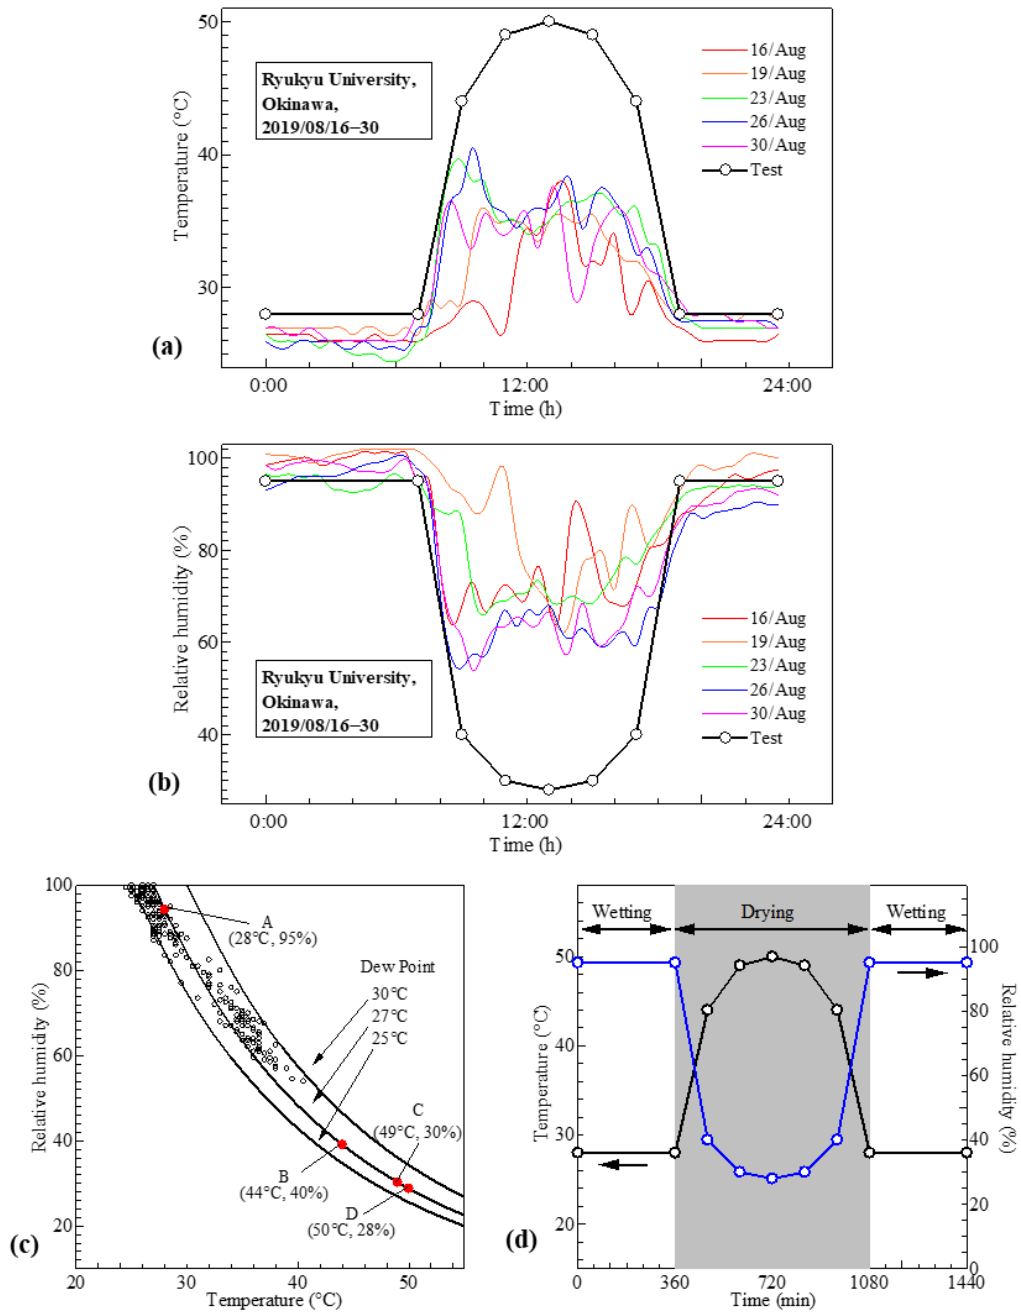 50
40
30
Temperature (°C)
Ryukyu University,
Okinawa,
2019/08/16–30
16/Aug
19/Aug
23/Aug
26/Aug
30/Aug
Test
(a)
0:00
12:00
24:00
Time (h)
100
80
60
40
Relative humidity (%)
Ryukyu University,
Okinawa,
2019/08/16–30
16/Aug
19/Aug
23/Aug
26/Aug
30/Aug
Test
(b)
0:00
12:00
24:00
Time (h)
100
80
60
40
20
Relative humidity (%)
A
(28°C, 95%)
Dew Point
30°C
27°C
25°C
C
(49°C, 30%)
B
(44°C, 40%)
D
(50°C, 28%)
(c)
20
30
40
50
Temperature (°C)
Wetting
Drying
Wetting
50
40
30
20
Temperature (°C)
100
80
60
40
20
0
Relative humidity (%)
(d)
0
360
720
1080
1440
Time (min)